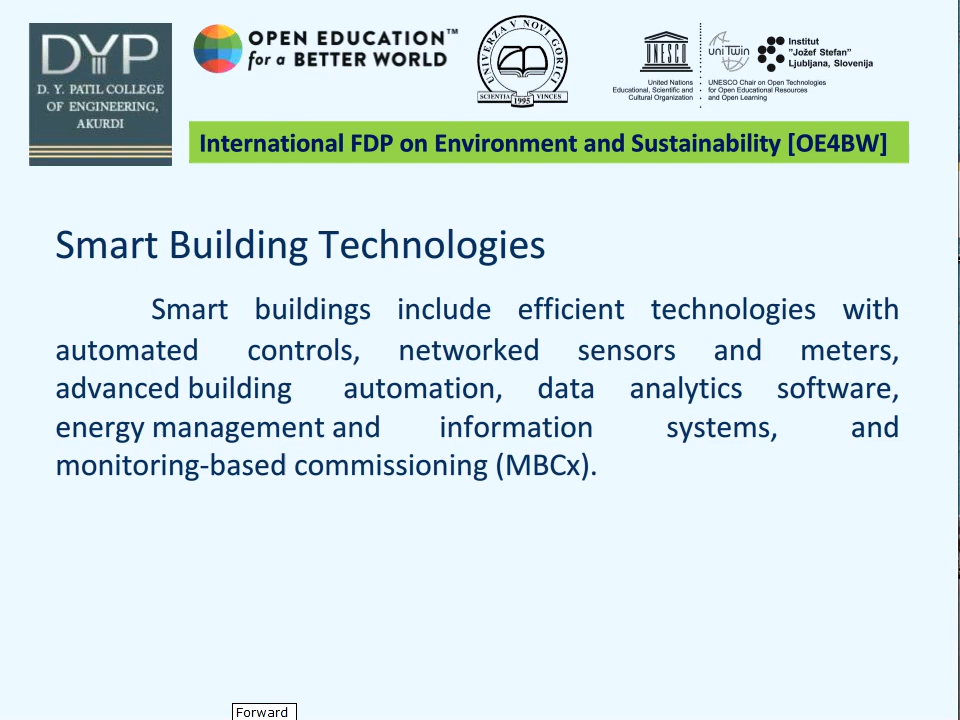 DYP
D. Y. PATIL COLLEGE
OF ENGINEERING,
AKURDI
OPEN EDUCATION™
for a BETTER WORLD
UNIVERZA V NOVI GORICI
SCIENTIA VINCES
1995
UNESCO
United Nations
Educational, Scientific and
Cultural Organization
uniTwin
Institut
"Jožef Stefan"
Ljubljana, Slovenija
UNESCO Chair on Open Technologies
for Open Educational Resources
and Open Learning
International FDP on Environment and Sustainability [OE4BW]
Smart Building Technologies
Smart buildings include efficient technologies with
automated controls, networked sensors and meters,
advanced building automation, data analytics software,
energy management and information systems, and
monitoring-based commissioning (MBCx).
Forward